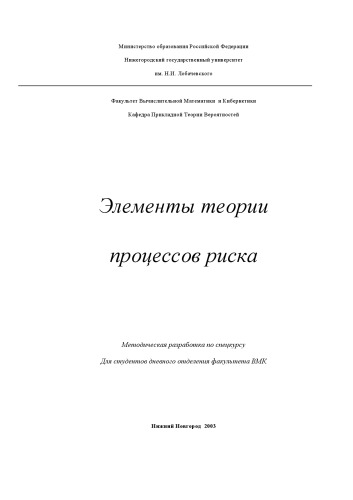 Министерство образования Российской Федерации
Нижегородский государственный университет
им. Н.И. Лобачевского
Факультет Вычислительной Математики и Кибернетики
Кафедра Прикладной Теории Вероятностей
Элементы теории
процессов риска
Методическая разработка по спецкурсу
Для студентов дневного отделения факультета ВМК
Нижний Новгород 2003